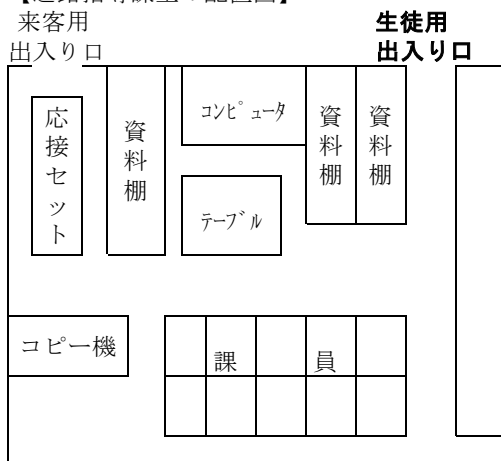 来客用
出入り口
生徒用
出入り口
応接セット
資料棚
コンピュータ
テーブル
資料棚
資料棚
コピー機
課員